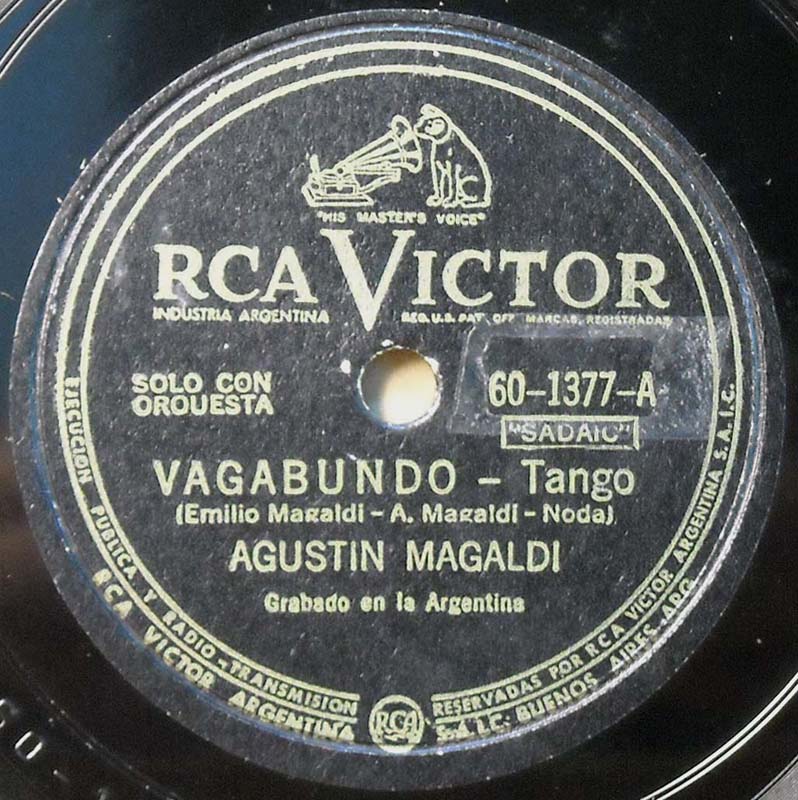 "HIS MASTER'S VOICE"
RCA VICTOR
INDUSTRIA ARGENTINA
REG. U.S. PAT. OFF. MARCAS REGISTRADAS
SOLO CON
ORQUESTA
60-1377-A
"SADAIC"
VAGABUNDO - Tango
(Emilio Magaldi - A. Magaldi - Noda)
AGUSTIN MAGALDI
Grabado en la Argentina
EJECUCION PUBLICA Y RADIO-TRANSMISION RESERVADAS POR RCA VICTOR ARGENTINA S.A.I.C.
RCA VICTOR ARGENTINA RCA S.A.I.C. BUENOS AIRES ARG.